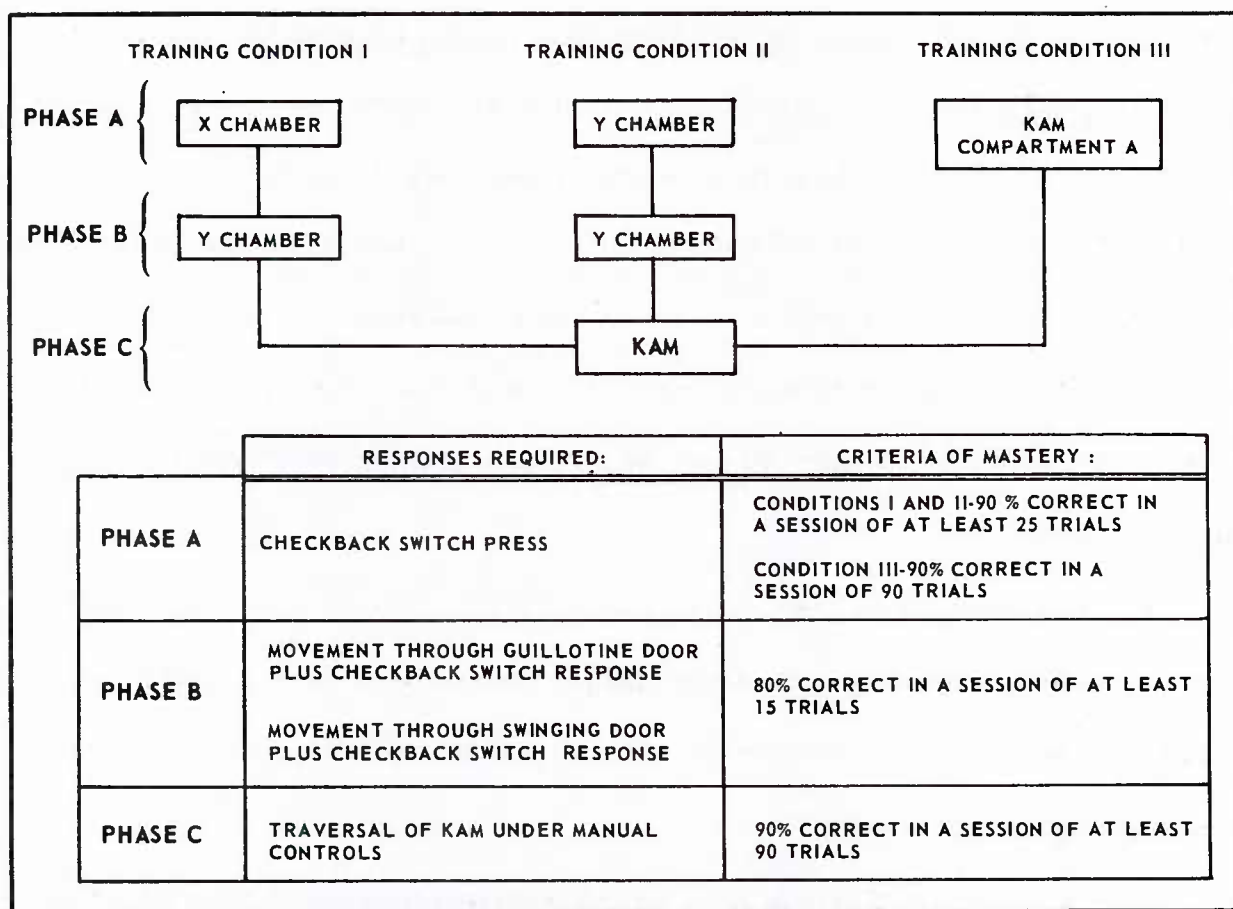 TRAINING CONDITION I
TRAINING CONDITION II
TRAINING CONDITION III
PHASE A
X CHAMBER
Y CHAMBER
KAM
COMPARTMENT A
PHASE B
Y CHAMBER
Y CHAMBER
PHASE C
KAM
RESPONSES REQUIRED:
CRITERIA OF MASTERY :
PHASE A
CHECKBACK SWITCH PRESS
CONDITIONS I AND II-90 % CORRECT IN
A SESSION OF AT LEAST 25 TRIALS
CONDITION III-90% CORRECT IN A
SESSION OF 90 TRIALS
PHASE B
MOVEMENT THROUGH GUILLOTINE DOOR
PLUS CHECKBACK SWITCH RESPONSE
MOVEMENT THROUGH SWINGING DOOR
PLUS CHECKBACK SWITCH RESPONSE
80% CORRECT IN A SESSION OF AT LEAST
15 TRIALS
PHASE C
TRAVERSAL OF KAM UNDER MANUAL
CONTROLS
90% CORRECT IN A SESSION OF AT LEAST
90 TRIALS